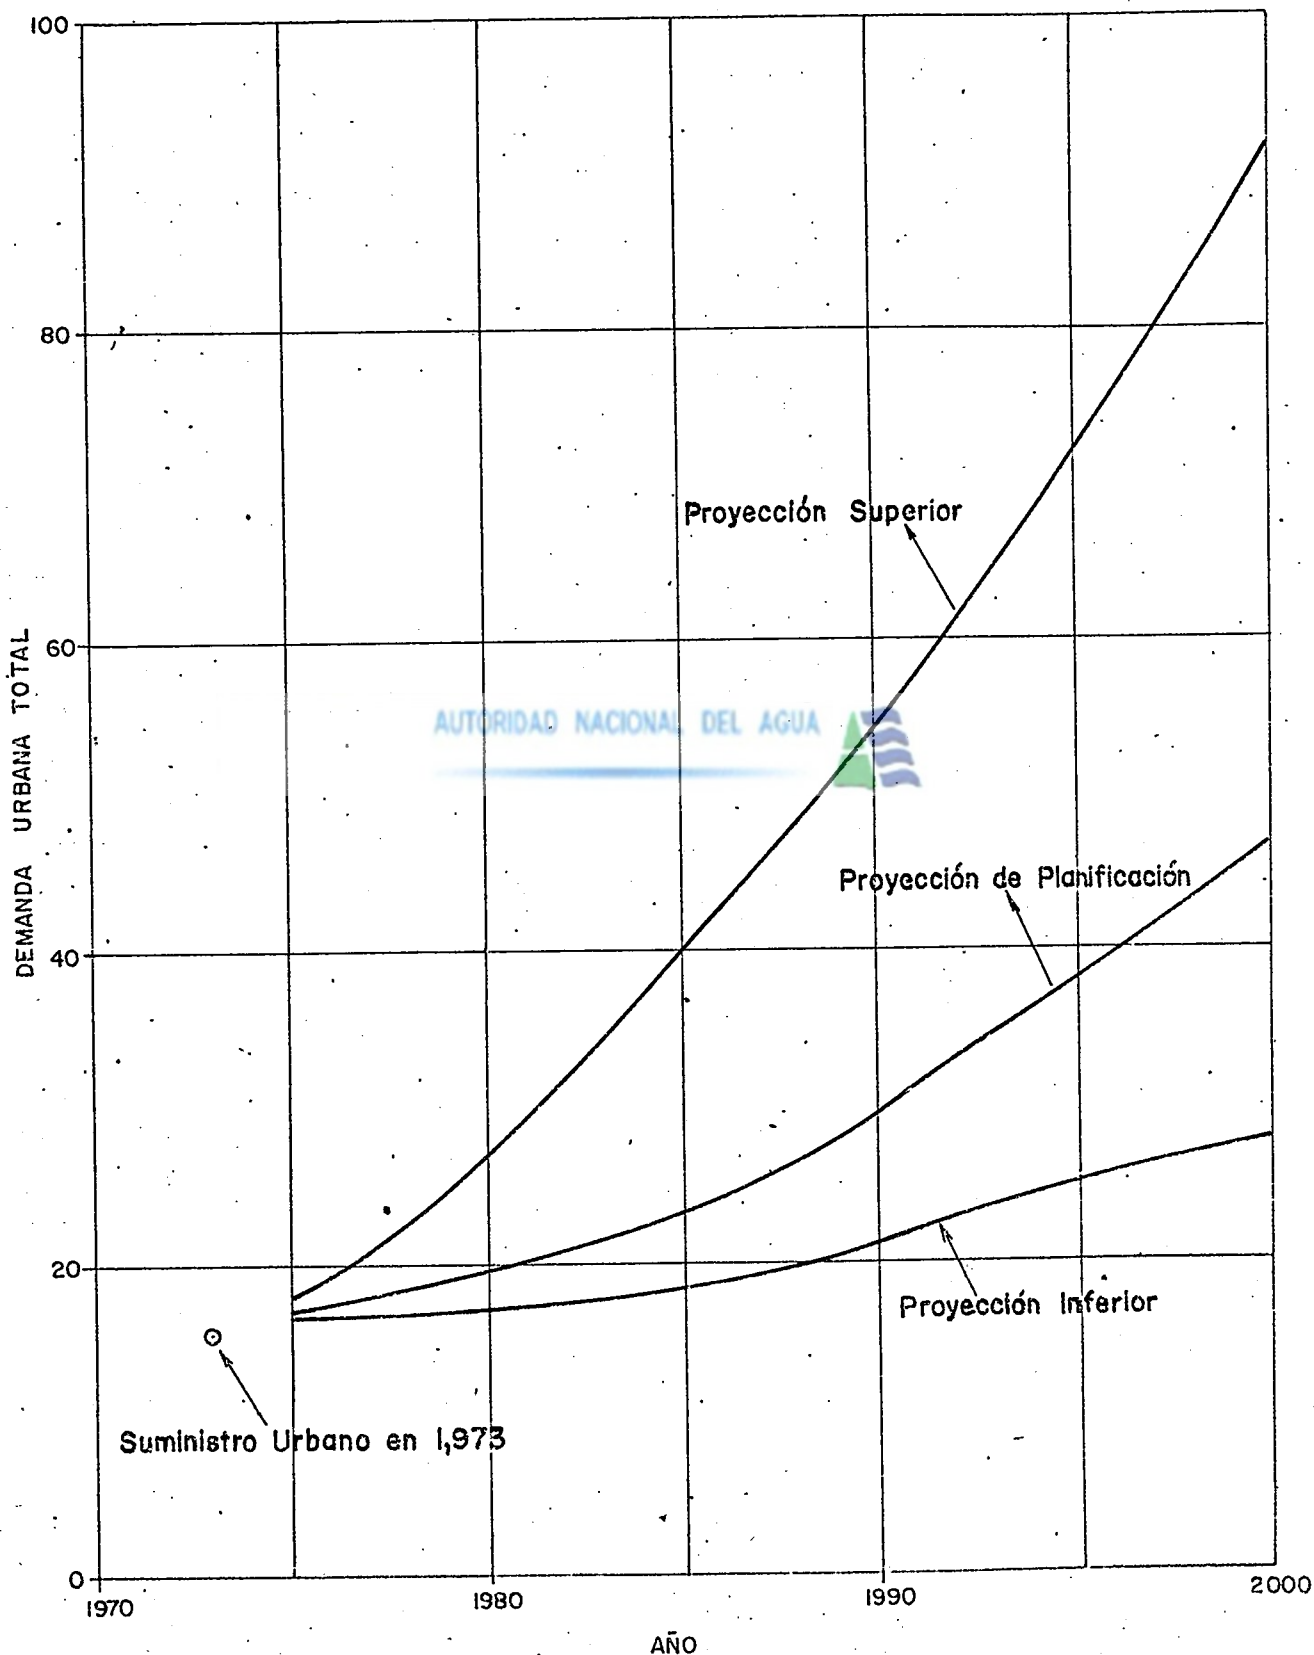 100
80
60
40
20
0
DEMANDA URBANA TOTAL
Proyección Superior
AUTORIDAD NACIONAL DEL AGUA
Proyección de Planificación
Proyección Inferior
Suministro Urbano en 1,973
1970
1980
1990
2000
AÑO